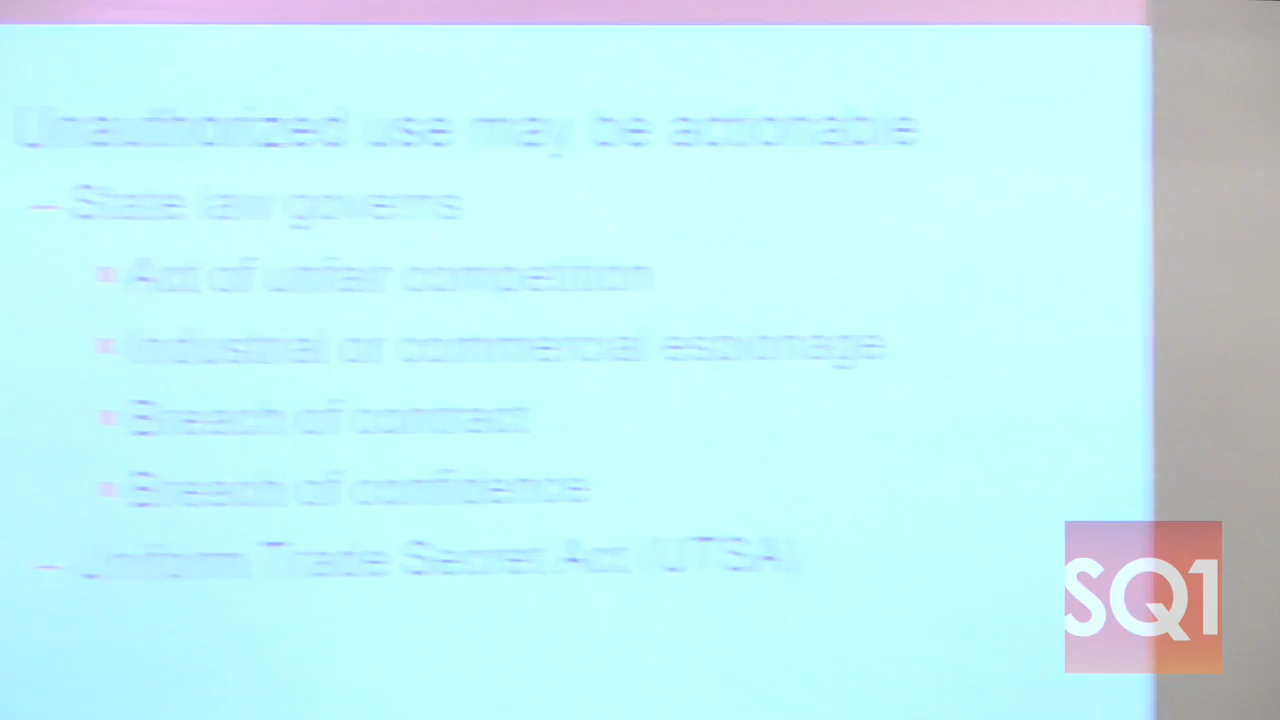 Unauthorized use may be actionable
– State law governs
▪ Act of unfair competition
▪ Industrial or commercial espionage
▪ Breach of contract
▪ Breach of confidence
– Uniform Trade Secret Act (UTSA)
SQ1